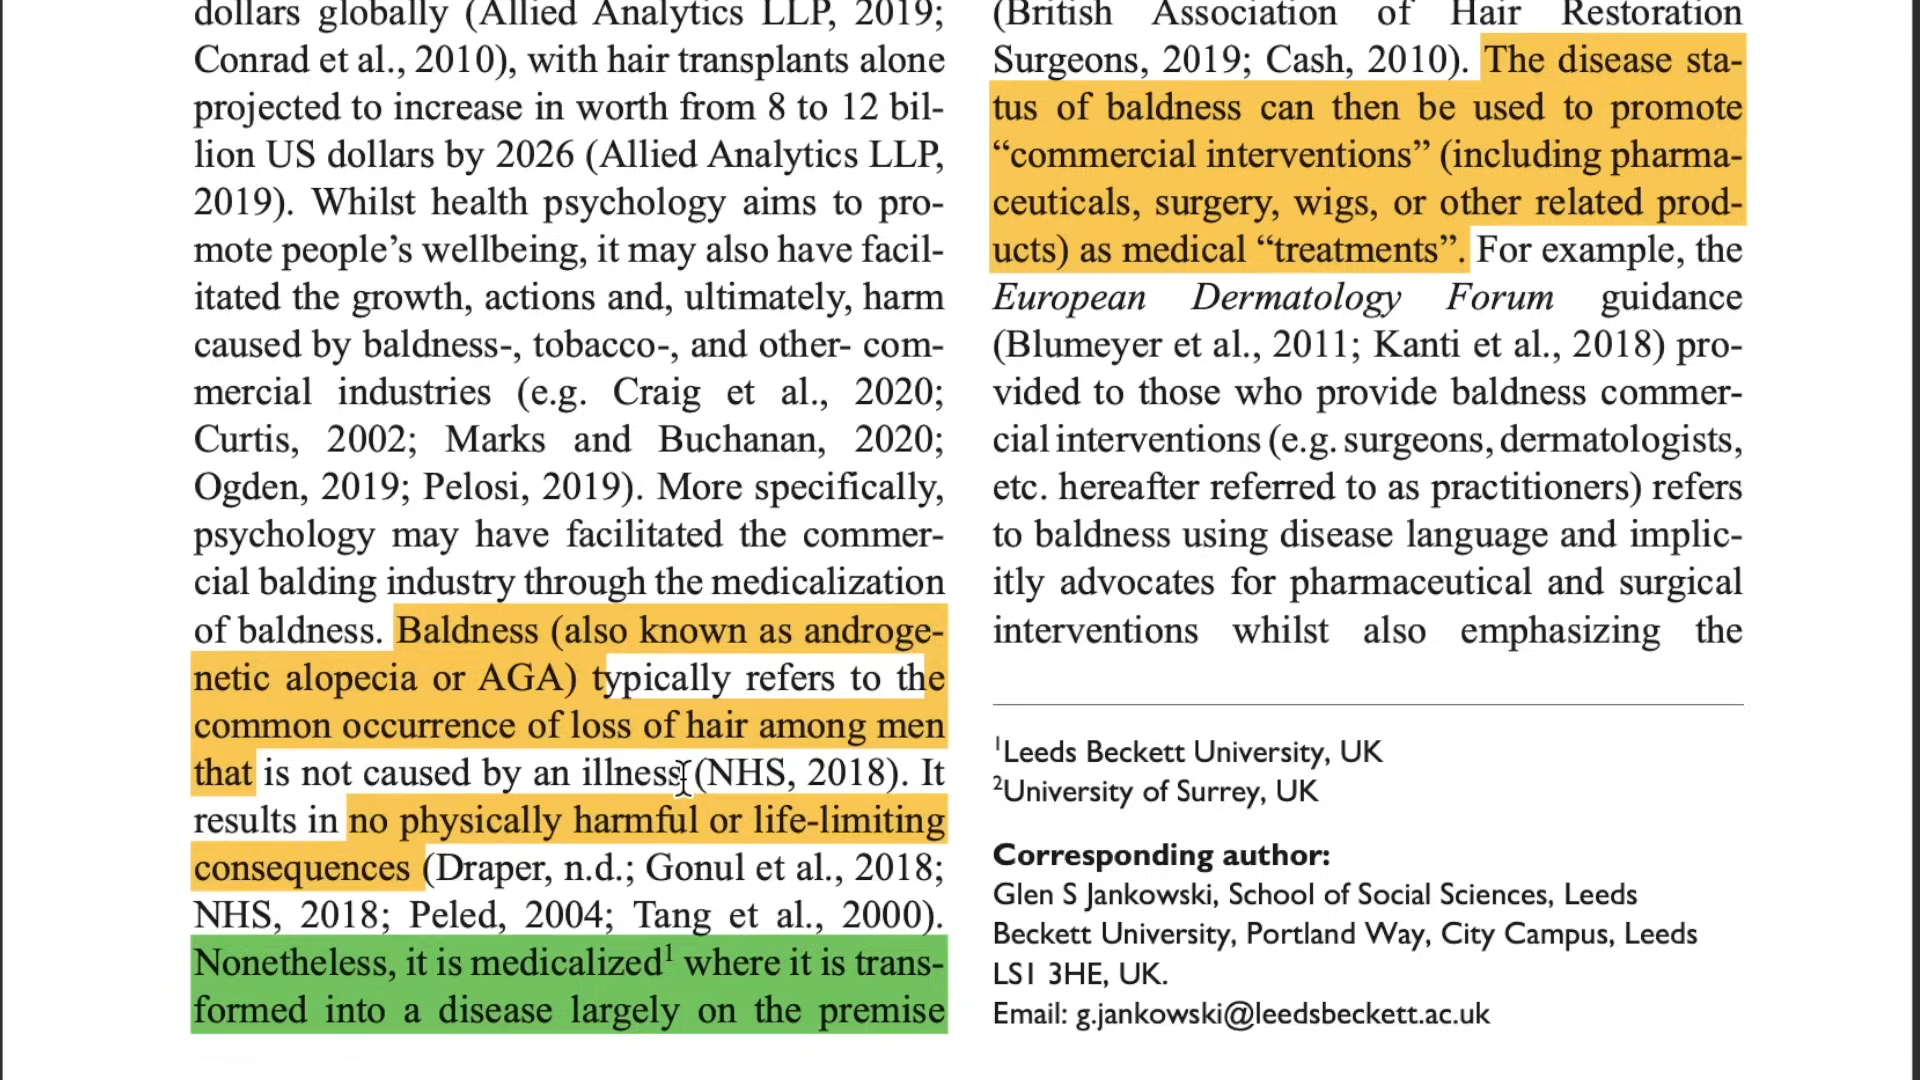 dollars globally (Allied Analytics LLP, 2019;
Conrad et al., 2010), with hair transplants alone
projected to increase in worth from 8 to 12 bil-
lion US dollars by 2026 (Allied Analytics LLP,
2019). Whilst health psychology aims to pro-
mote people’s wellbeing, it may also have facil-
itated the growth, actions and, ultimately, harm
caused by baldness-, tobacco-, and other- com-
mercial industries (e.g. Craig et al., 2020;
Curtis, 2002; Marks and Buchanan, 2020;
Ogden, 2019; Pelosi, 2019). More specifically,
psychology may have facilitated the commer-
cial balding industry through the medicalization
of baldness. Baldness (also known as androge-
netic alopecia or AGA) typically refers to the
common occurrence of loss of hair among men
that is not caused by an illness (NHS, 2018). It
results in no physically harmful or life-limiting
consequences (Draper, n.d.; Gonul et al., 2018;
NHS, 2018; Peled, 2004; Tang et al., 2000).
Nonetheless, it is medicalized¹ where it is trans-
formed into a disease largely on the premise
(British Association of Hair Restoration
Surgeons, 2019; Cash, 2010). The disease sta-
tus of baldness can then be used to promote
“commercial interventions” (including pharma-
ceuticals, surgery, wigs, or other related prod-
ucts) as medical “treatments”. For example, the
European Dermatology Forum guidance
(Blumeyer et al., 2011; Kanti et al., 2018) pro-
vided to those who provide baldness commer-
cial interventions (e.g. surgeons, dermatologists,
etc. hereafter referred to as practitioners) refers
to baldness using disease language and implic-
itly advocates for pharmaceutical and surgical
interventions whilst also emphasizing the
¹Leeds Beckett University, UK
²University of Surrey, UK
Corresponding author:
Glen S Jankowski, School of Social Sciences, Leeds
Beckett University, Portland Way, City Campus, Leeds
LS1 3HE, UK.
Email: g.jankowski@leedsbeckett.ac.uk